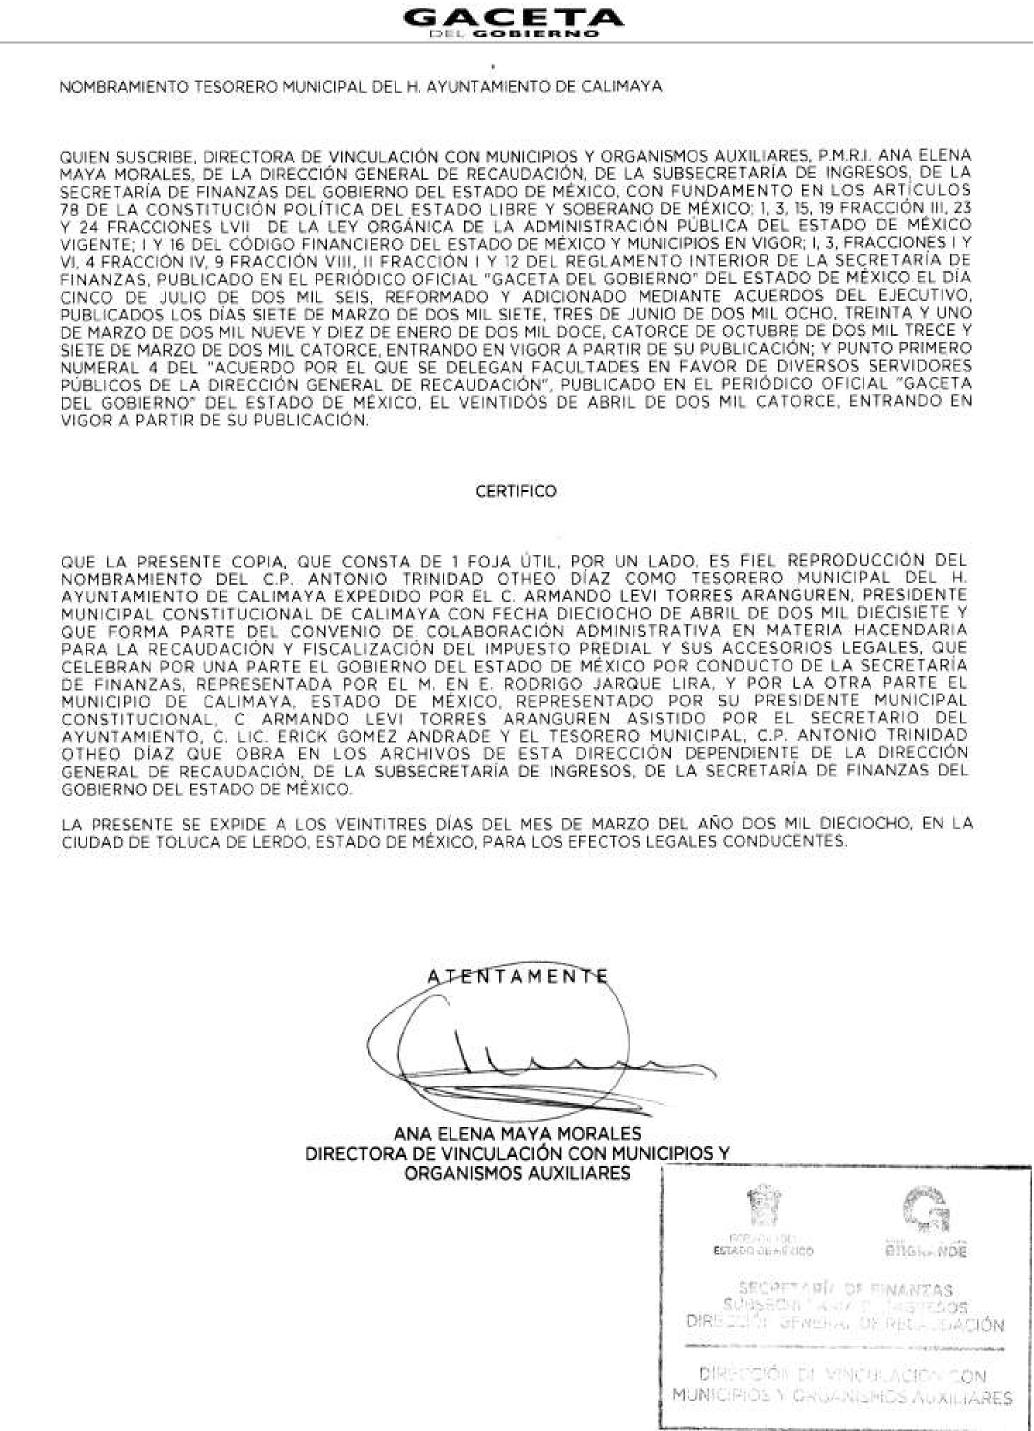 GACETA
DEL GOBIERNO
NOMBRAMIENTO TESORERO MUNICIPAL DEL H. AYUNTAMIENTO DE CALIMAYA
QUIEN SUSCRIBE, DIRECTORA DE VINCULACIÓN CON MUNICIPIOS Y ORGANISMOS AUXILIARES, P.M.R.I. ANA ELENA
MAYA MORALES, DE LA DIRECCIÓN GENERAL DE RECAUDACIÓN, DE LA SUBSECRETARÍA DE INGRESOS, DE LA
SECRETARÍA DE FINANZAS DEL GOBIERNO DEL ESTADO DE MÉXICO, CON FUNDAMENTO EN LOS ARTÍCULOS
78 DE LA CONSTITUCIÓN POLÍTICA DEL ESTADO LIBRE Y SOBERANO DE MÉXICO; 1, 3, 15, 19 FRACCIÓN III, 23
Y 24 FRACCIONES LVII DE LA LEY ORGÁNICA DE LA ADMINISTRACIÓN PÚBLICA DEL ESTADO DE MÉXICO
VIGENTE; I Y 16 DEL CÓDIGO FINANCIERO DEL ESTADO DE MÉXICO Y MUNICIPIOS EN VIGOR; I, 3, FRACCIONES I Y
VI, 4 FRACCIÓN IV, 9 FRACCIÓN VIII, II FRACCIÓN I Y 12 DEL REGLAMENTO INTERIOR DE LA SECRETARÍA DE
FINANZAS, PUBLICADO EN EL PERIÓDICO OFICIAL "GACETA DEL GOBIERNO" DEL ESTADO DE MÉXICO EL DÍA
CINCO DE JULIO DE DOS MIL SEIS, REFORMADO Y ADICIONADO MEDIANTE ACUERDOS DEL EJECUTIVO,
PUBLICADOS LOS DÍAS SIETE DE MARZO DE DOS MIL SIETE, TRES DE JUNIO DE DOS MIL OCHO, TREINTA Y UNO
DE MARZO DE DOS MIL NUEVE Y DIEZ DE ENERO DE DOS MIL DOCE, CATORCE DE OCTUBRE DE DOS MIL TRECE Y
SIETE DE MARZO DE DOS MIL CATORCE, ENTRANDO EN VIGOR A PARTIR DE SU PUBLICACIÓN; Y PUNTO PRIMERO
NUMERAL 4 DEL "ACUERDO POR EL QUE SE DELEGAN FACULTADES EN FAVOR DE DIVERSOS SERVIDORES
PÚBLICOS DE LA DIRECCIÓN GENERAL DE RECAUDACIÓN", PUBLICADO EN EL PERIÓDICO OFICIAL "GACETA
DEL GOBIERNO" DEL ESTADO DE MÉXICO, EL VEINTIDÓS DE ABRIL DE DOS MIL CATORCE, ENTRANDO EN
VIGOR A PARTIR DE SU PUBLICACIÓN.
CERTIFICO
QUE LA PRESENTE COPIA, QUE CONSTA DE 1 FOJA ÚTIL, POR UN LADO, ES FIEL REPRODUCCIÓN DEL
NOMBRAMIENTO DEL C.P. ANTONIO TRINIDAD OTHEO DÍAZ COMO TESORERO MUNICIPAL DEL H.
AYUNTAMIENTO DE CALIMAYA EXPEDIDO POR EL C. ARMANDO LEVI TORRES ARANGUREN, PRESIDENTE
MUNICIPAL CONSTITUCIONAL DE CALIMAYA CON FECHA DIECIOCHO DE ABRIL DE DOS MIL DIECISIETE Y
QUE FORMA PARTE DEL CONVENIO DE COLABORACIÓN ADMINISTRATIVA EN MATERIA HACENDARIA
PARA LA RECAUDACIÓN Y FISCALIZACIÓN DEL IMPUESTO PREDIAL Y SUS ACCESORIOS LEGALES, QUE
CELEBRAN POR UNA PARTE EL GOBIERNO DEL ESTADO DE MÉXICO POR CONDUCTO DE LA SECRETARÍA
DE FINANZAS, REPRESENTADA POR EL M. EN E. RODRIGO JARQUE LIRA, Y POR LA OTRA PARTE EL
MUNICIPIO DE CALIMAYA, ESTADO DE MÉXICO, REPRESENTADO POR SU PRESIDENTE MUNICIPAL
CONSTITUCIONAL, C ARMANDO LEVI TORRES ARANGUREN ASISTIDO POR EL SECRETARIO DEL
AYUNTAMIENTO, C. LIC. ERICK GOMEZ ANDRADE Y EL TESORERO MUNICIPAL, C.P. ANTONIO TRINIDAD
OTHEO DÍAZ QUE OBRA EN LOS ARCHIVOS DE ESTA DIRECCIÓN DEPENDIENTE DE LA DIRECCIÓN
GENERAL DE RECAUDACIÓN, DE LA SUBSECRETARÍA DE INGRESOS, DE LA SECRETARÍA DE FINANZAS DEL
GOBIERNO DEL ESTADO DE MÉXICO.
LA PRESENTE SE EXPIDE A LOS VEINTITRES DÍAS DEL MES DE MARZO DEL AÑO DOS MIL DIECIOCHO, EN LA
CIUDAD DE TOLUCA DE LERDO, ESTADO DE MÉXICO, PARA LOS EFECTOS LEGALES CONDUCENTES.
ATENTAMENTE
ANA ELENA MAYA MORALES
DIRECTORA DE VINCULACIÓN CON MUNICIPIOS Y
ORGANISMOS AUXILIARES
ESTADO DE MÉXICO
SECRETARÍA DE FINANZAS
SUBSECRETARÍA DE INGRESOS
DIRECCIÓN GENERAL DE RECAUDACIÓN
DIRECCIÓN DE VINCULACIÓN CON
MUNICIPIOS Y ORGANISMOS AUXILIARES